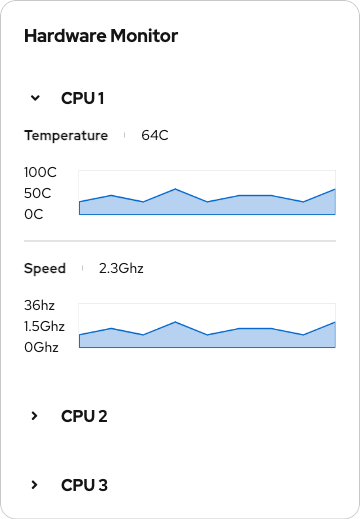 Hardware Monitor
CPU 1
Temperature 64C
100C
50C
0C
Speed 2.3Ghz
36hz
1.5Ghz
0Ghz
CPU 2
CPU 3